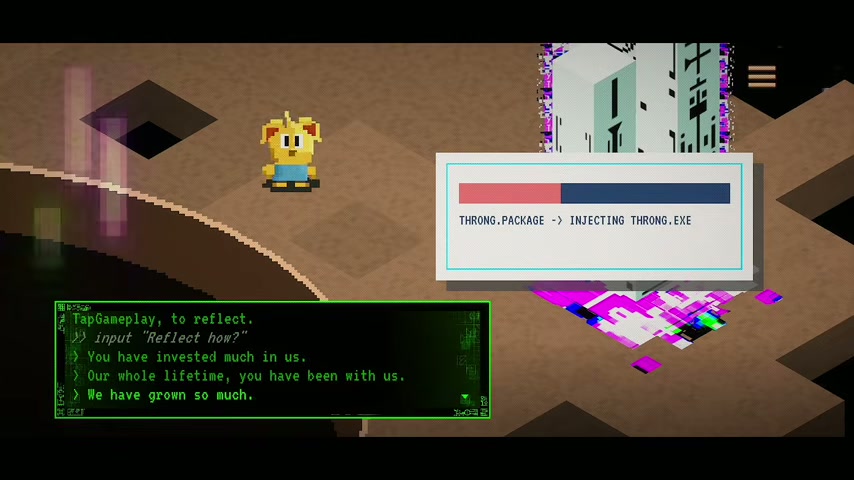 THRONG.PACKAGE -> INJECTING THRONG.EXE
TapGameplay, to reflect.
>> input "Reflect how?"
> You have invested much in us.
> Our whole lifetime, you have been with us.
> We have grown so much.